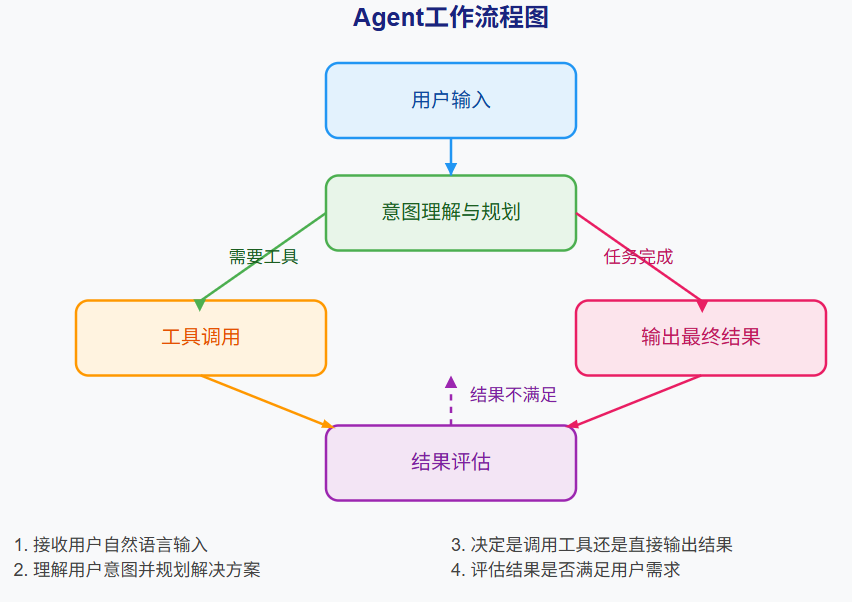 Agent工作流程图
用户输入
意图理解与规划
需要工具
任务完成
工具调用
输出最终结果
结果不满足
结果评估
1. 接收用户自然语言输入
2. 理解用户意图并规划解决方案
3. 决定是调用工具还是直接输出结果
4. 评估结果是否满足用户需求